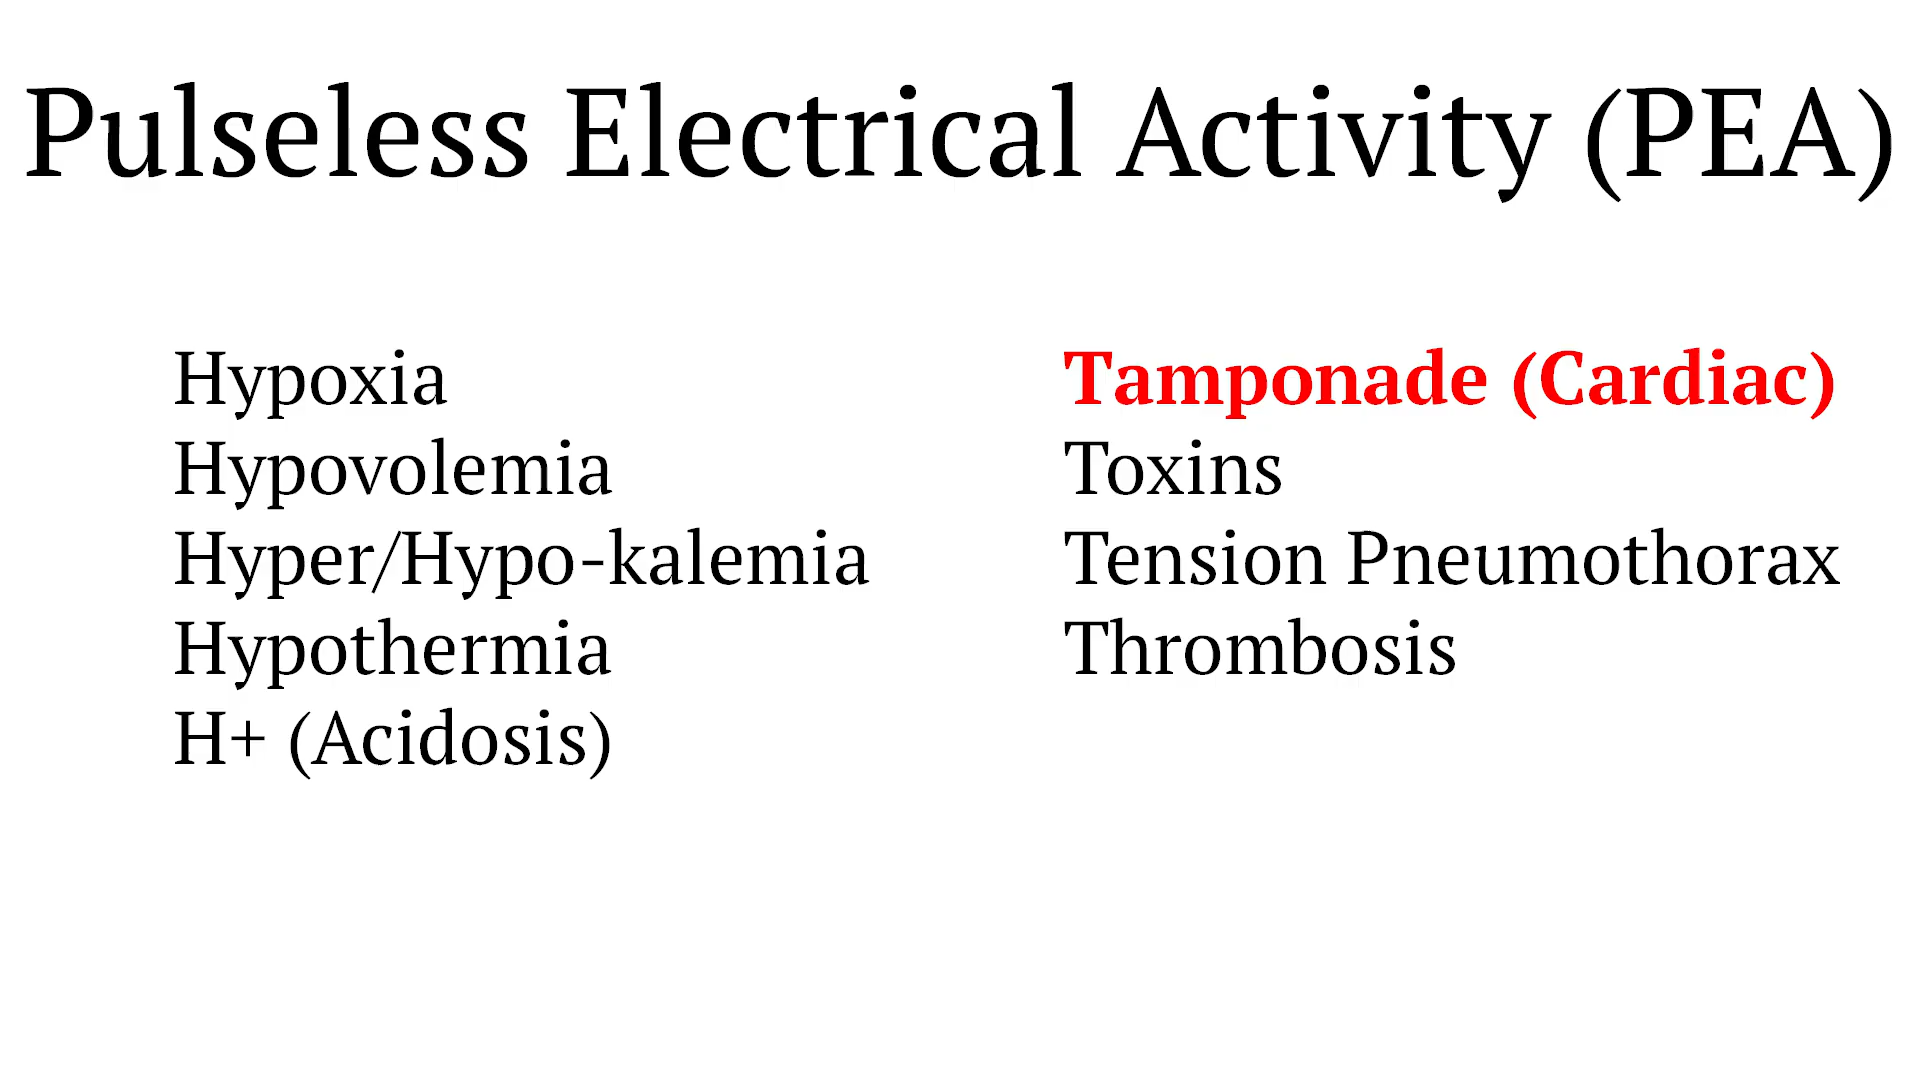 Pulseless Electrical Activity (PEA)
Hypoxia
Hypovolemia
Hyper/Hypo-kalemia
Hypothermia
H+ (Acidosis)
Tamponade (Cardiac)
Toxins
Tension Pneumothorax
Thrombosis